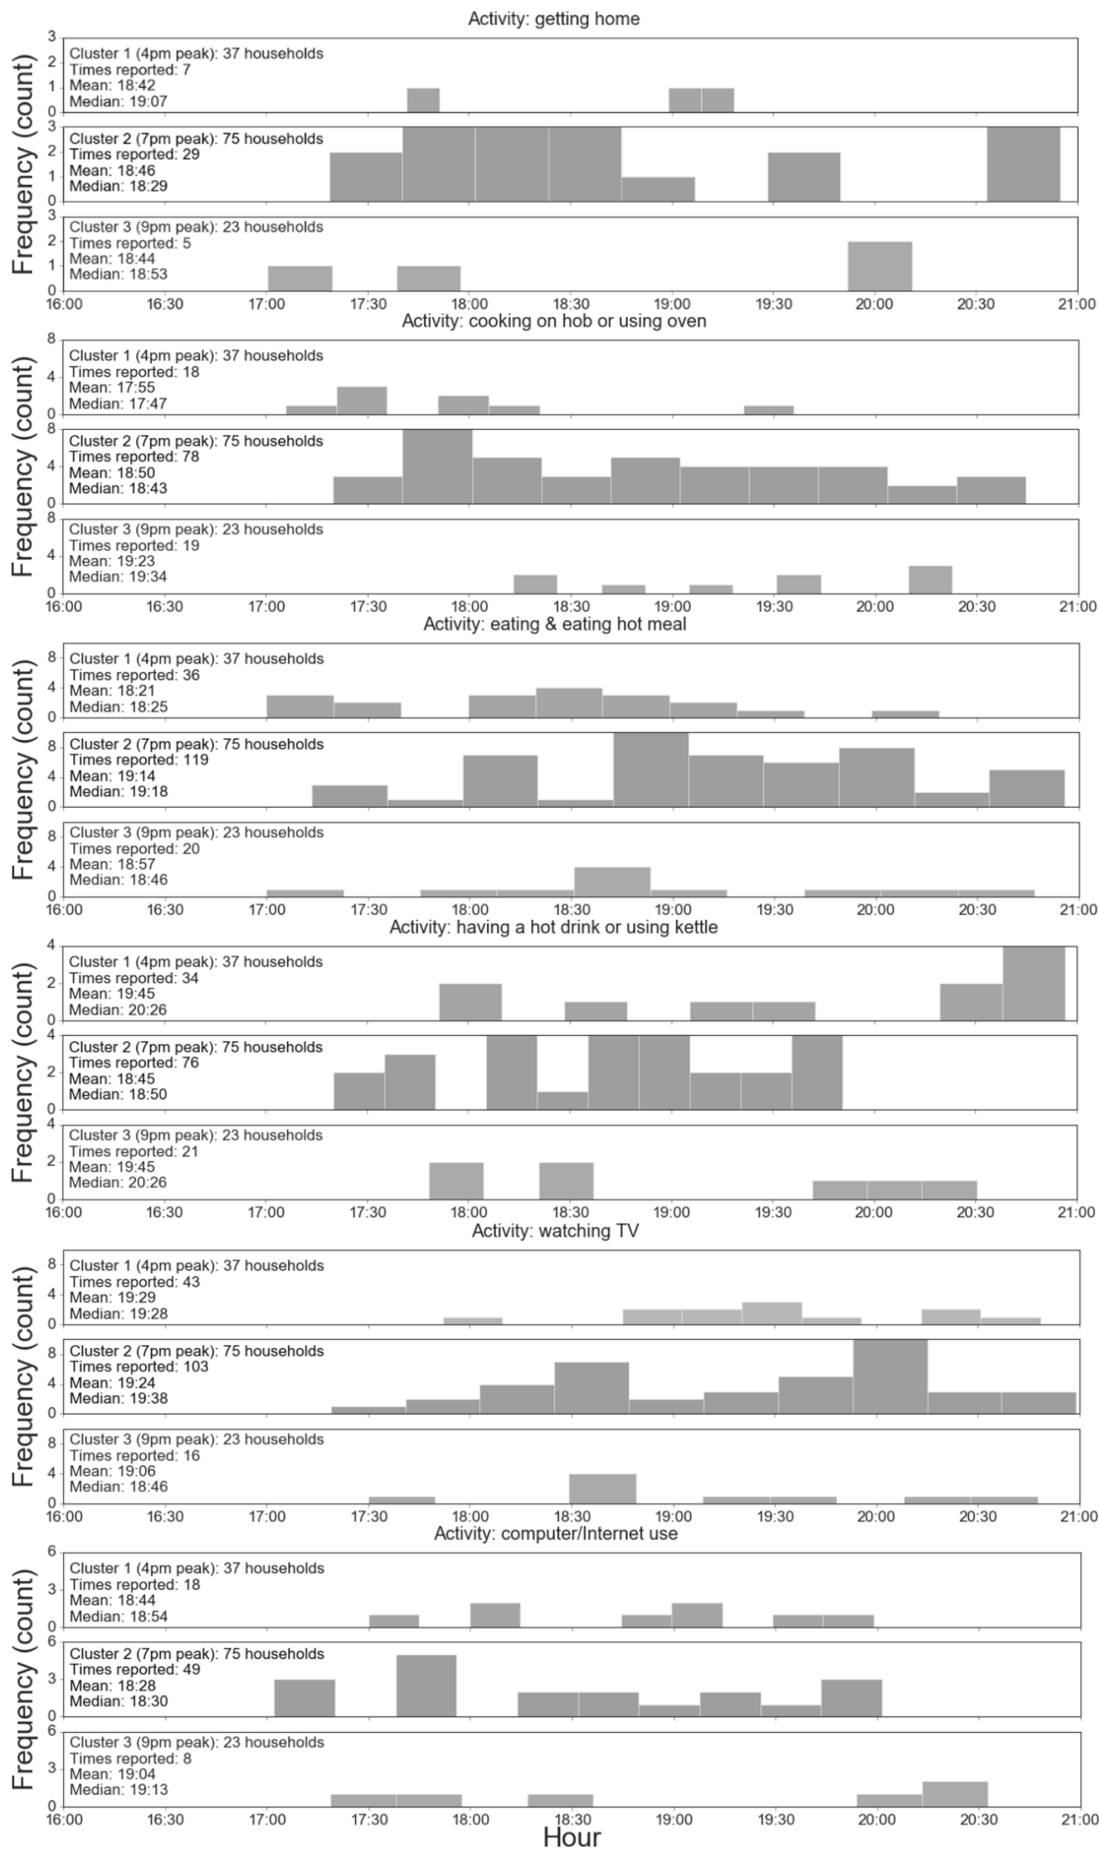 Activity: getting home
Frequency (count)
3
2
1
0
Cluster 1 (4pm peak): 37 households
Times reported: 7
Mean: 18:42
Median: 19:07
3
2
1
0
Cluster 2 (7pm peak): 75 households
Times reported: 29
Mean: 18:46
Median: 18:29
3
2
1
0
Cluster 3 (9pm peak): 23 households
Times reported: 5
Mean: 18:44
Median: 18:53
16:00 16:30 17:00 17:30 18:00 18:30 19:00 19:30 20:00 20:30 21:00
Activity: cooking on hob or using oven
Frequency (count)
8
4
0
Cluster 1 (4pm peak): 37 households
Times reported: 18
Mean: 17:55
Median: 17:47
8
4
0
Cluster 2 (7pm peak): 75 households
Times reported: 78
Mean: 18:50
Median: 18:43
8
4
0
Cluster 3 (9pm peak): 23 households
Times reported: 19
Mean: 19:23
Median: 19:34
16:00 16:30 17:00 17:30 18:00 18:30 19:00 19:30 20:00 20:30 21:00
Activity: eating & eating hot meal
Frequency (count)
8
4
0
Cluster 1 (4pm peak): 37 households
Times reported: 36
Mean: 18:21
Median: 18:25
8
4
0
Cluster 2 (7pm peak): 75 households
Times reported: 119
Mean: 19:14
Median: 19:18
8
4
0
Cluster 3 (9pm peak): 23 households
Times reported: 20
Mean: 18:57
Median: 18:46
16:00 16:30 17:00 17:30 18:00 18:30 19:00 19:30 20:00 20:30 21:00
Activity: having a hot drink or using kettle
Frequency (count)
4
2
0
Cluster 1 (4pm peak): 37 households
Times reported: 34
Mean: 19:45
Median: 20:26
4
2
0
Cluster 2 (7pm peak): 75 households
Times reported: 76
Mean: 18:45
Median: 18:50
4
2
0
Cluster 3 (9pm peak): 23 households
Times reported: 21
Mean: 19:45
Median: 20:26
16:00 16:30 17:00 17:30 18:00 18:30 19:00 19:30 20:00 20:30 21:00
Activity: watching TV
Frequency (count)
8
4
0
Cluster 1 (4pm peak): 37 households
Times reported: 43
Mean: 19:29
Median: 19:28
8
4
0
Cluster 2 (7pm peak): 75 households
Times reported: 103
Mean: 19:24
Median: 19:38
8
4
0
Cluster 3 (9pm peak): 23 households
Times reported: 16
Mean: 19:06
Median: 18:46
16:00 16:30 17:00 17:30 18:00 18:30 19:00 19:30 20:00 20:30 21:00
Activity: computer/Internet use
Frequency (count)
6
3
0
Cluster 1 (4pm peak): 37 households
Times reported: 18
Mean: 18:44
Median: 18:54
6
3
0
Cluster 2 (7pm peak): 75 households
Times reported: 49
Mean: 18:28
Median: 18:30
6
3
0
Cluster 3 (9pm peak): 23 households
Times reported: 8
Mean: 19:04
Median: 19:13
16:00 16:30 17:00 17:30 18:00 18:30 19:00 19:30 20:00 20:30 21:00
Hour